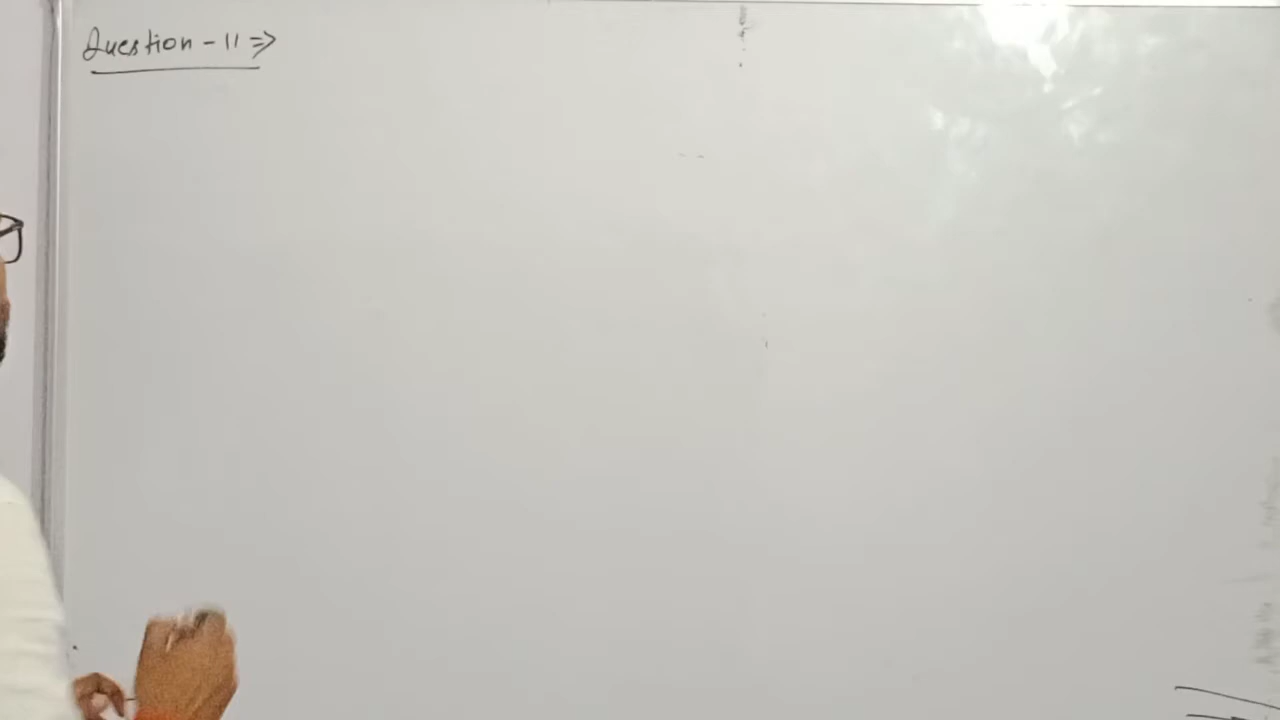 Question - 11 ⇒